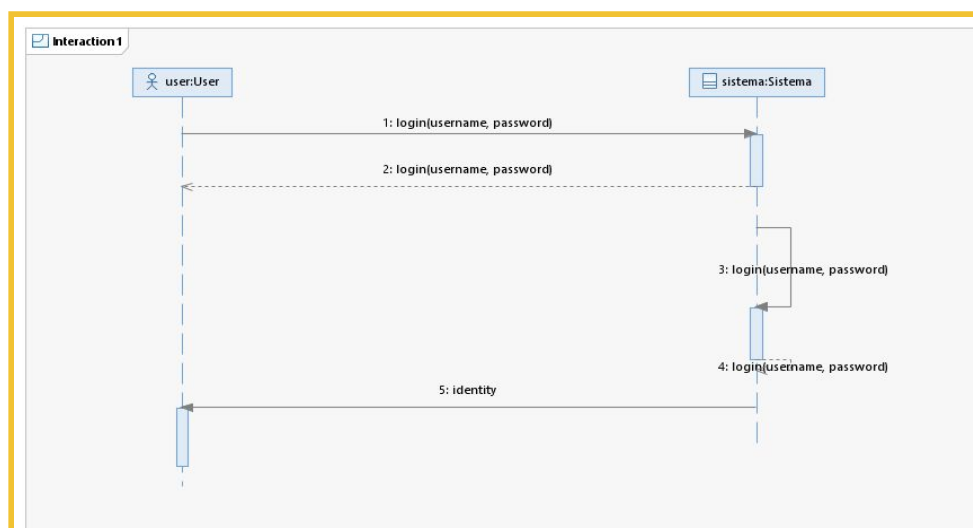 Interaction1
user:User
sistema:Sistema
1: login(username, password)
2: login(username, password)
3: login(username, password)
4: login(username, password)
5: identity